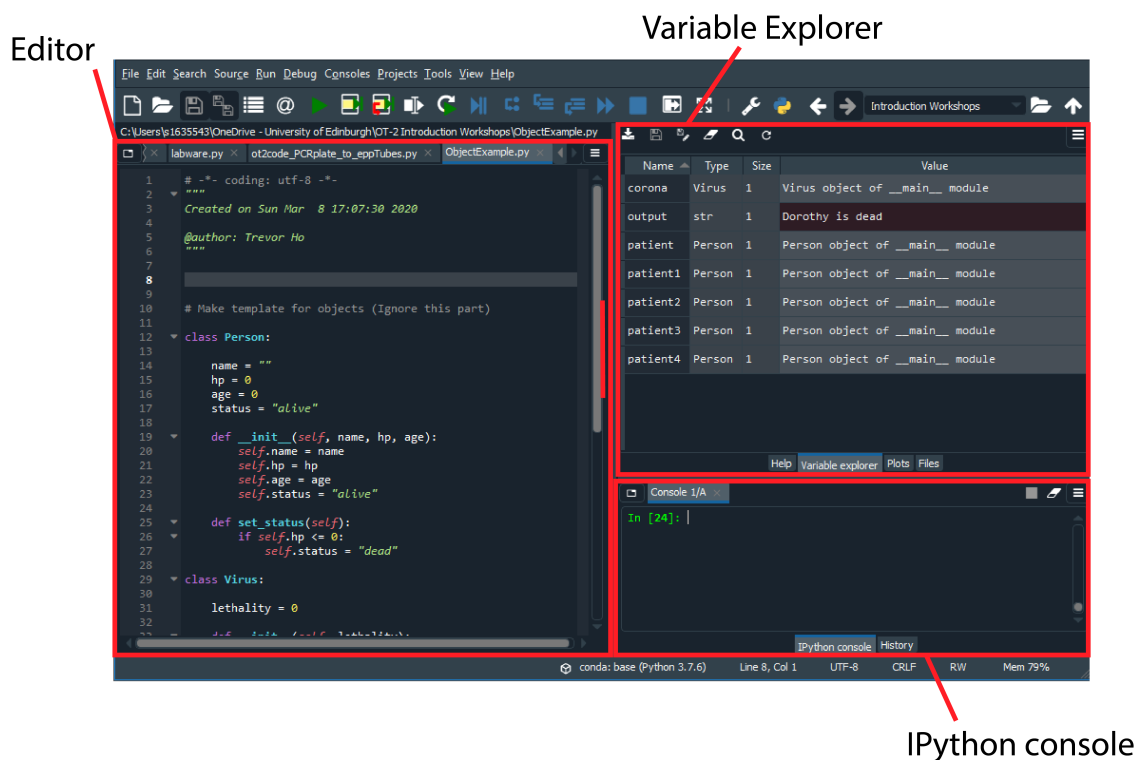 Variable Explorer
Editor
File Edit Search Source Run Debug Consoles Projects Tools View Help
Introduction Workshops
C:\Users\s1635543\OneDrive - University of Edinburgh\OT-2 Introduction Workshops\ObjectExample.py
labware.py ot2code_PCRplate_to_eppTubes.py ObjectExample.py
1 # -*- coding: utf-8 -*-
2 """
3 Created on Sun Mar  8 17:07:30 2020
4
5 @author: Trevor Ho
6 """
7
8
9
10 # Make template for objects (Ignore this part)
11
12 class Person:
13
14     name = ""
15     hp = 0
16     age = 0
17     status = "alive"
18
19     def __init__(self, name, hp, age):
20         self.name = name
21         self.hp = hp
22         self.age = age
23         self.status = "alive"
24
25     def set_status(self):
26         if self.hp <= 0:
27             self.status = "dead"
28
29 class Virus:
30
31     lethality = 0
32
33     def __init__(self, lethality):
Name Type Size Value
corona Virus 1 Virus object of __main__ module
output str 1 Dorothy is dead
patient Person 1 Person object of __main__ module
patient1 Person 1 Person object of __main__ module
patient2 Person 1 Person object of __main__ module
patient3 Person 1 Person object of __main__ module
patient4 Person 1 Person object of __main__ module
Help Variable explorer Plots Files
Console 1/A
In [24]:
IPython console History
conda: base (Python 3.7.6) Line 8, Col 1 UTF-8 CRLF RW Mem 79%
IPython console